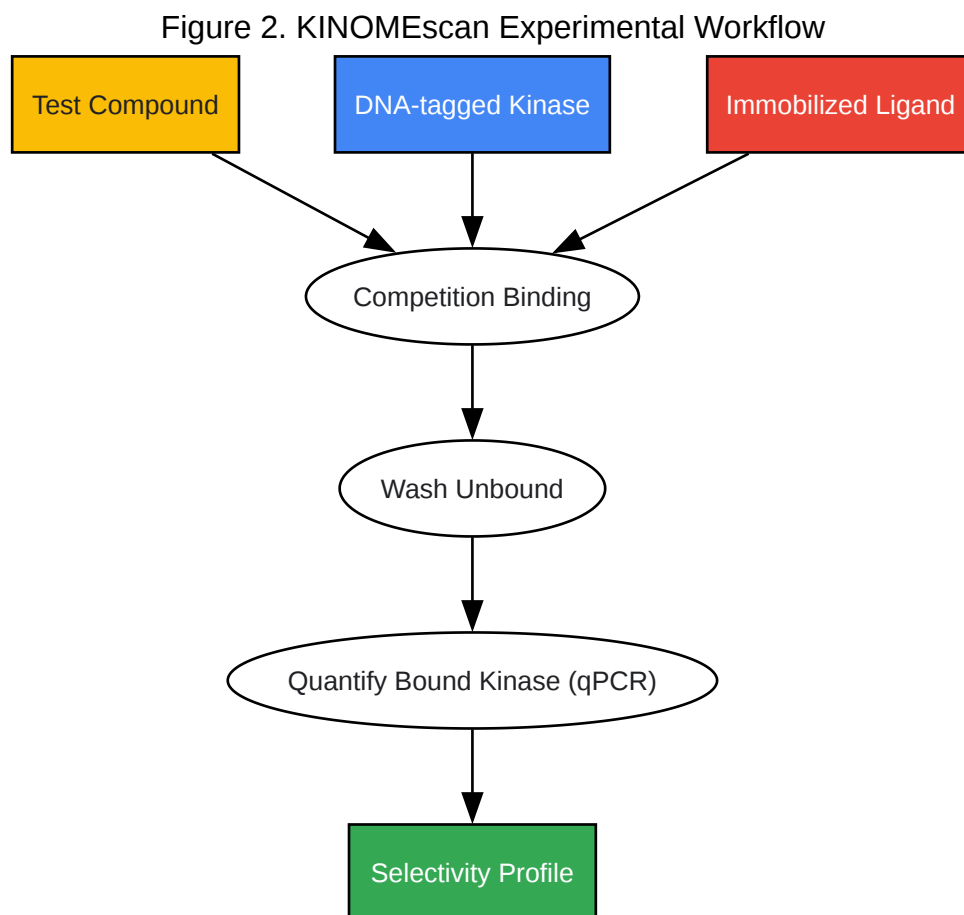 Figure 2. KINOMEscan Experimental Workflow
Test Compound
DNA-tagged Kinase
Immobilized Ligand
Competition Binding
Wash Unbound
Quantify Bound Kinase (qPCR)
Selectivity Profile